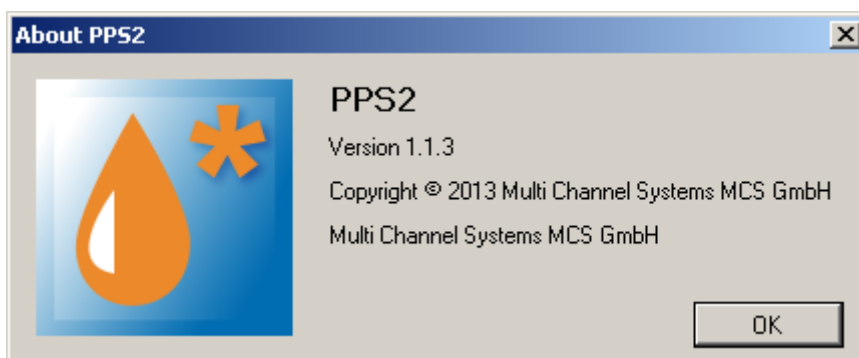 About PPS2
PPS2
Version 1.1.3
Copyright © 2013 Multi Channel Systems MCS GmbH
Multi Channel Systems MCS GmbH
OK